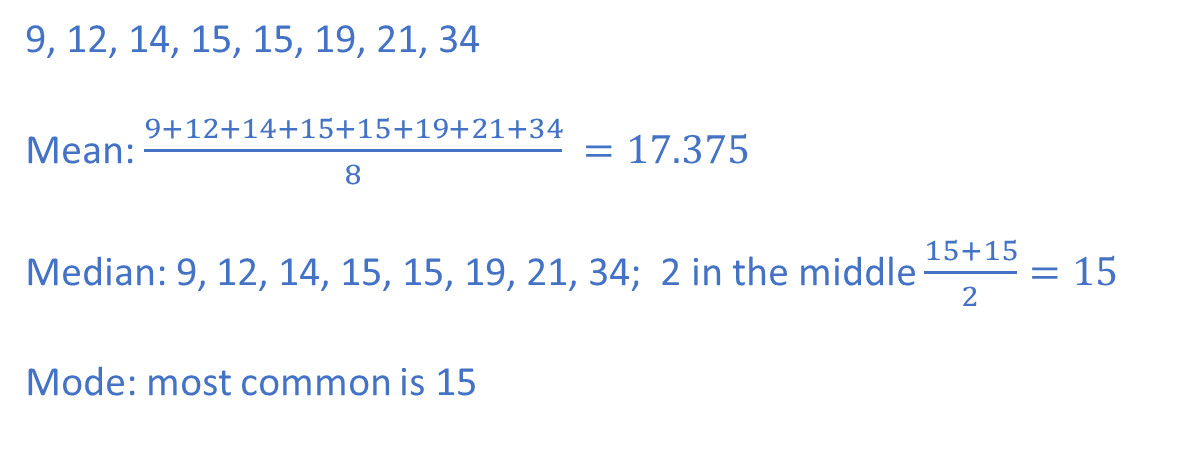 9, 12, 14, 15, 15, 19, 21, 34
Mean: 9+12+14+15+15+19+21+34 / 8 = 17.375
Median: 9, 12, 14, 15, 15, 19, 21, 34; 2 in the middle 15+15 / 2 = 15
Mode: most common is 15